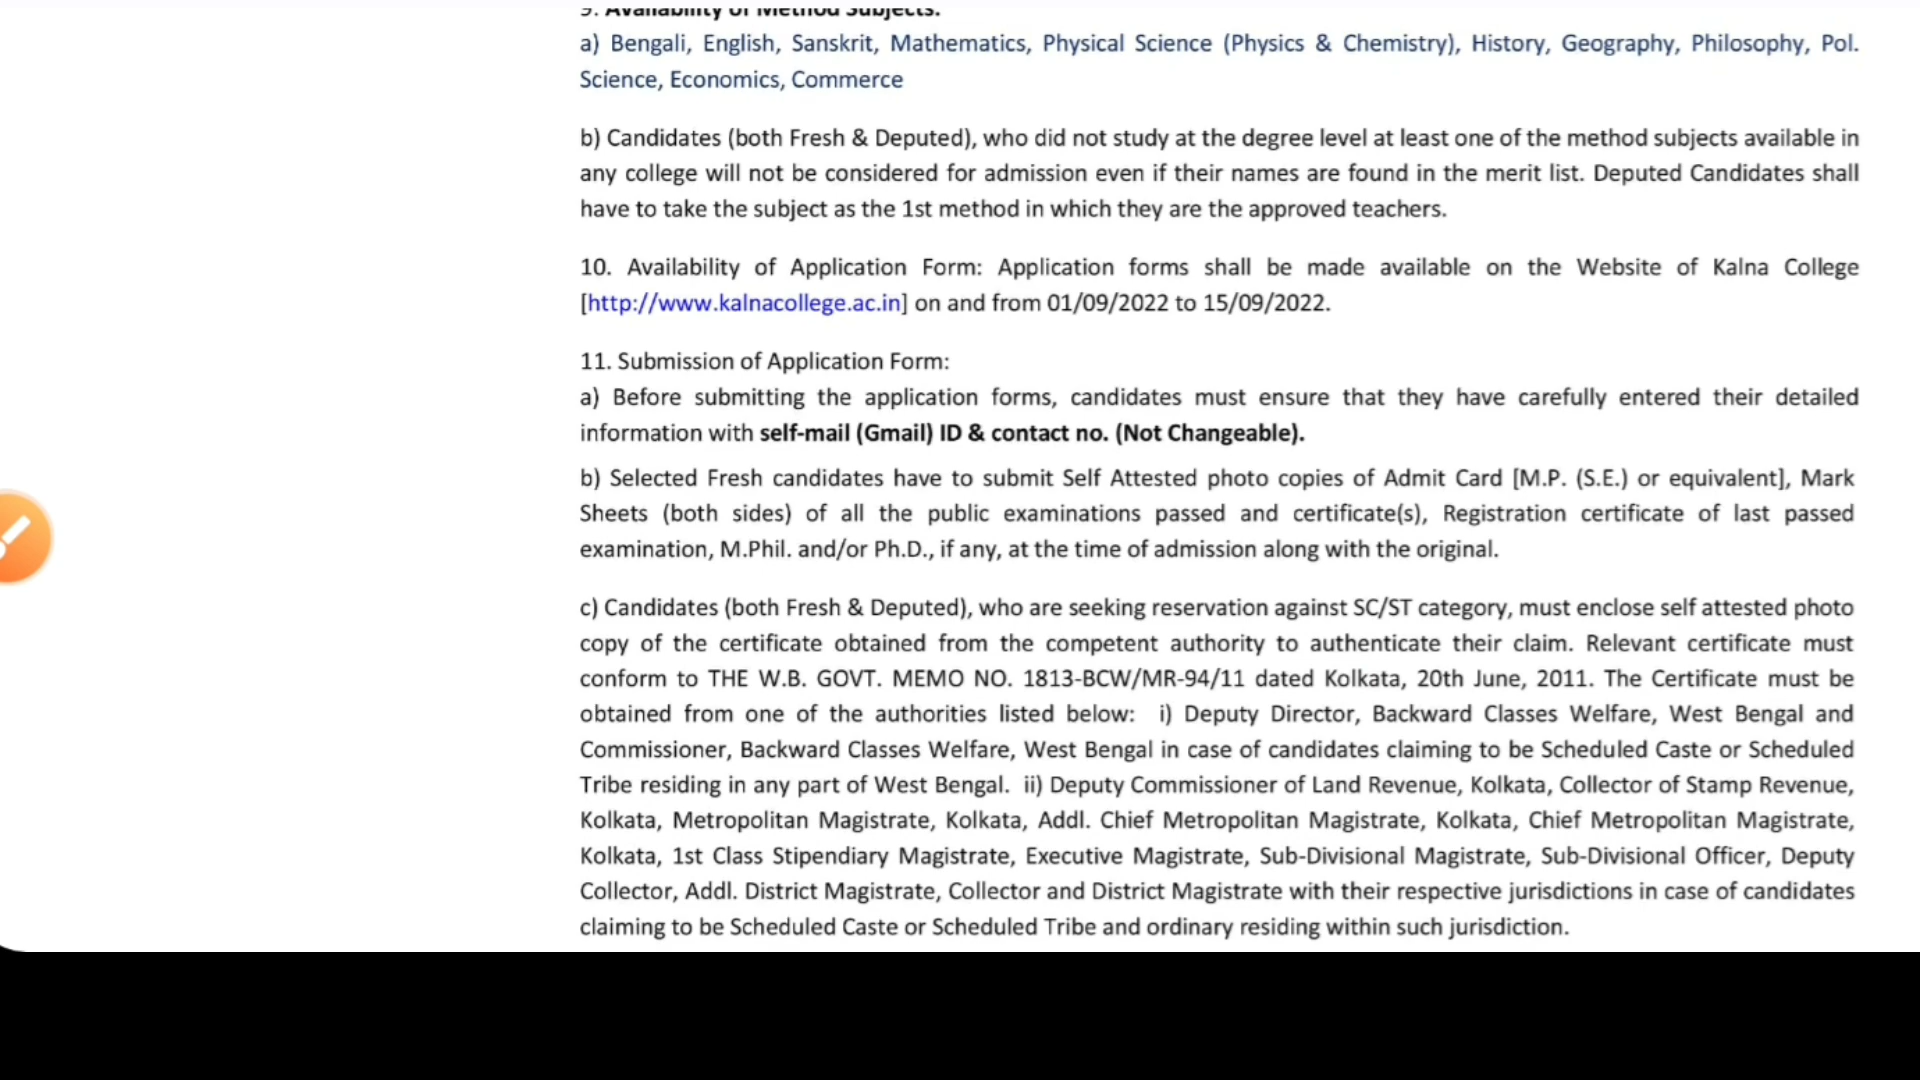 9. Availability of Method Subjects.
a) Bengali, English, Sanskrit, Mathematics, Physical Science (Physics & Chemistry), History, Geography, Philosophy, Pol.
Science, Economics, Commerce
b) Candidates (both Fresh & Deputed), who did not study at the degree level at least one of the method subjects available in
any college will not be considered for admission even if their names are found in the merit list. Deputed Candidates shall
have to take the subject as the 1st method in which they are the approved teachers.
10. Availability of Application Form: Application forms shall be made available on the Website of Kalna College
[http://www.kalnacollege.ac.in] on and from 01/09/2022 to 15/09/2022.
11. Submission of Application Form:
a) Before submitting the application forms, candidates must ensure that they have carefully entered their detailed
information with self-mail (Gmail) ID & contact no. (Not Changeable).
b) Selected Fresh candidates have to submit Self Attested photo copies of Admit Card [M.P. (S.E.) or equivalent], Mark
Sheets (both sides) of all the public examinations passed and certificate(s), Registration certificate of last passed
examination, M.Phil. and/or Ph.D., if any, at the time of admission along with the original.
c) Candidates (both Fresh & Deputed), who are seeking reservation against SC/ST category, must enclose self attested photo
copy of the certificate obtained from the competent authority to authenticate their claim. Relevant certificate must
conform to THE W.B. GOVT. MEMO NO. 1813-BCW/MR-94/11 dated Kolkata, 20th June, 2011. The Certificate must be
obtained from one of the authorities listed below: i) Deputy Director, Backward Classes Welfare, West Bengal and
Commissioner, Backward Classes Welfare, West Bengal in case of candidates claiming to be Scheduled Caste or Scheduled
Tribe residing in any part of West Bengal. ii) Deputy Commissioner of Land Revenue, Kolkata, Collector of Stamp Revenue,
Kolkata, Metropolitan Magistrate, Kolkata, Addl. Chief Metropolitan Magistrate, Kolkata, Chief Metropolitan Magistrate,
Kolkata, 1st Class Stipendiary Magistrate, Executive Magistrate, Sub-Divisional Magistrate, Sub-Divisional Officer, Deputy
Collector, Addl. District Magistrate, Collector and District Magistrate with their respective jurisdictions in case of candidates
claiming to be Scheduled Caste or Scheduled Tribe and ordinary residing within such jurisdiction.